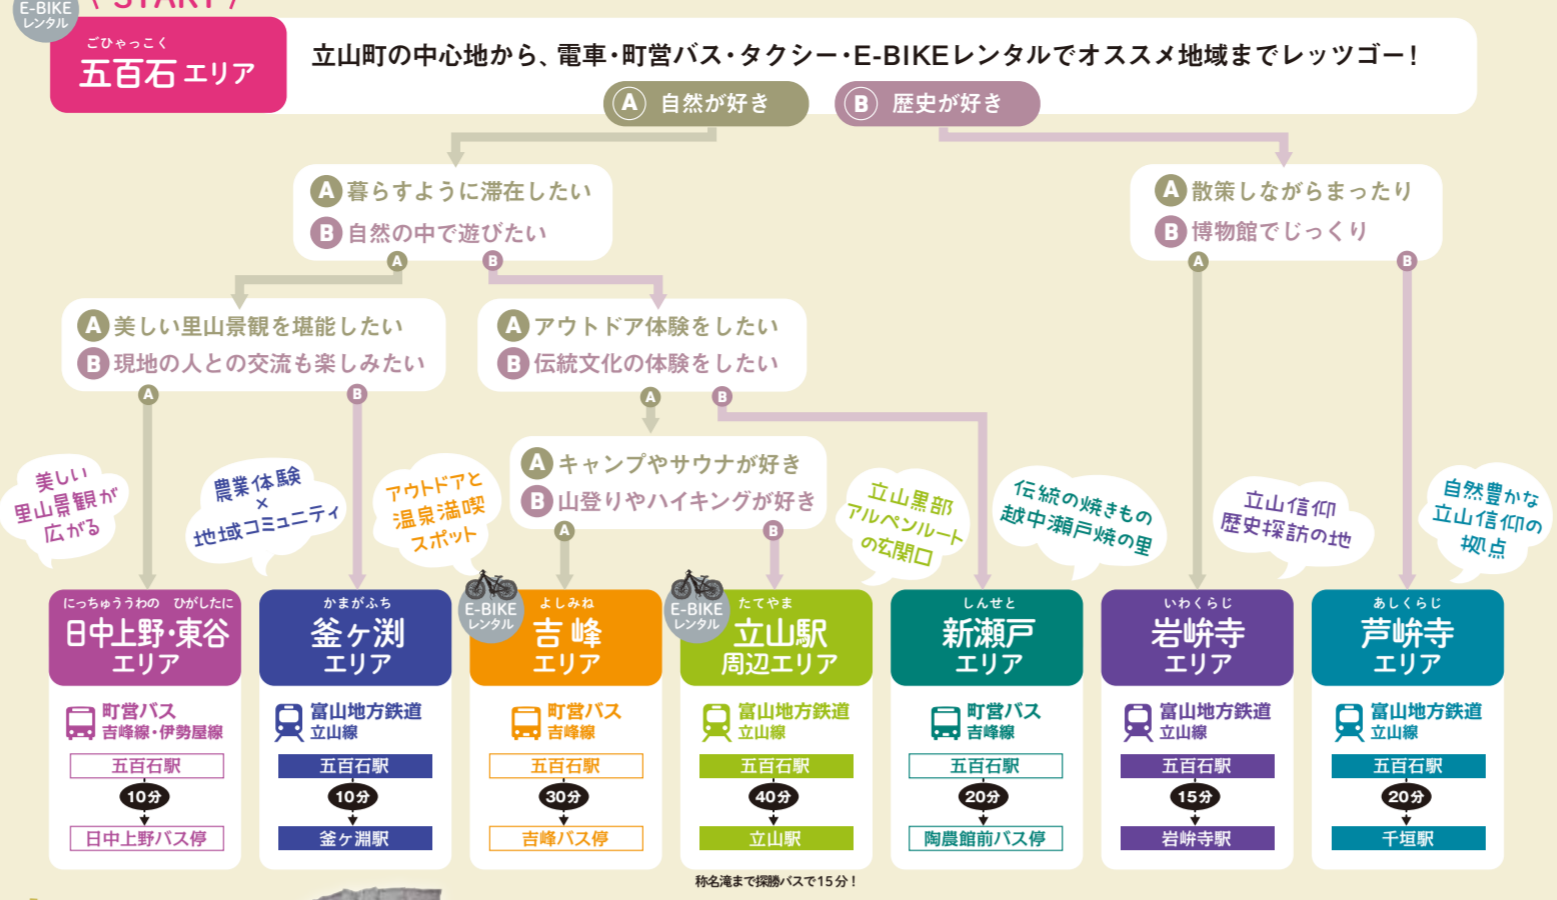 E-BIKE
レンタル
\ START /
ごひゃっこく
五百石エリア
立山町の中心地から、電車・町営バス・タクシー・E-BIKEレンタルでオススメ地域までレッツゴー！
A 自然が好き
B 歴史が好き
A 暮らすように滞在したい
B 自然の中で遊びたい
A 散策しながらまったり
B 博物館でじっくり
A
B
A
B
A 美しい里山景観を堪能したい
B 現地の人との交流も楽しみたい
A アウトドア体験をしたい
B 伝統文化の体験をしたい
A
B
A
B
A キャンプやサウナが好き
B 山登りやハイキングが好き
A
B
美しい
里山景観が
広がる
農業体験
×
地域コミュニティ
アウトドアと
温泉満喫
スポット
立山黒部
アルペンルート
の玄関口
伝統の焼きもの
越中瀬戸焼の里
立山信仰
歴史探訪の地
自然豊かな
立山信仰の
拠点
にっちゅううわの ひがしたに
日中上野・東谷
エリア
町営バス
吉峰線・伊勢屋線
五百石駅
10分
日中上野バス停
かまがふち
釜ヶ渕
エリア
富山地方鉄道
立山線
五百石駅
10分
釜ヶ淵駅
E-BIKE
レンタル
よしみね
吉峰
エリア
町営バス
吉峰線
五百石駅
30分
吉峰バス停
E-BIKE
レンタル
たてやま
立山駅
周辺エリア
富山地方鉄道
立山線
五百石駅
40分
立山駅
称名滝まで探勝バスで15分！
しんせと
新瀬戸
エリア
町営バス
吉峰線
五百石駅
20分
陶農館前バス停
いわくらじ
岩峅寺
エリア
富山地方鉄道
立山線
五百石駅
15分
岩峅寺駅
あしくらじ
芦峅寺
エリア
富山地方鉄道
立山線
五百石駅
20分
千垣駅